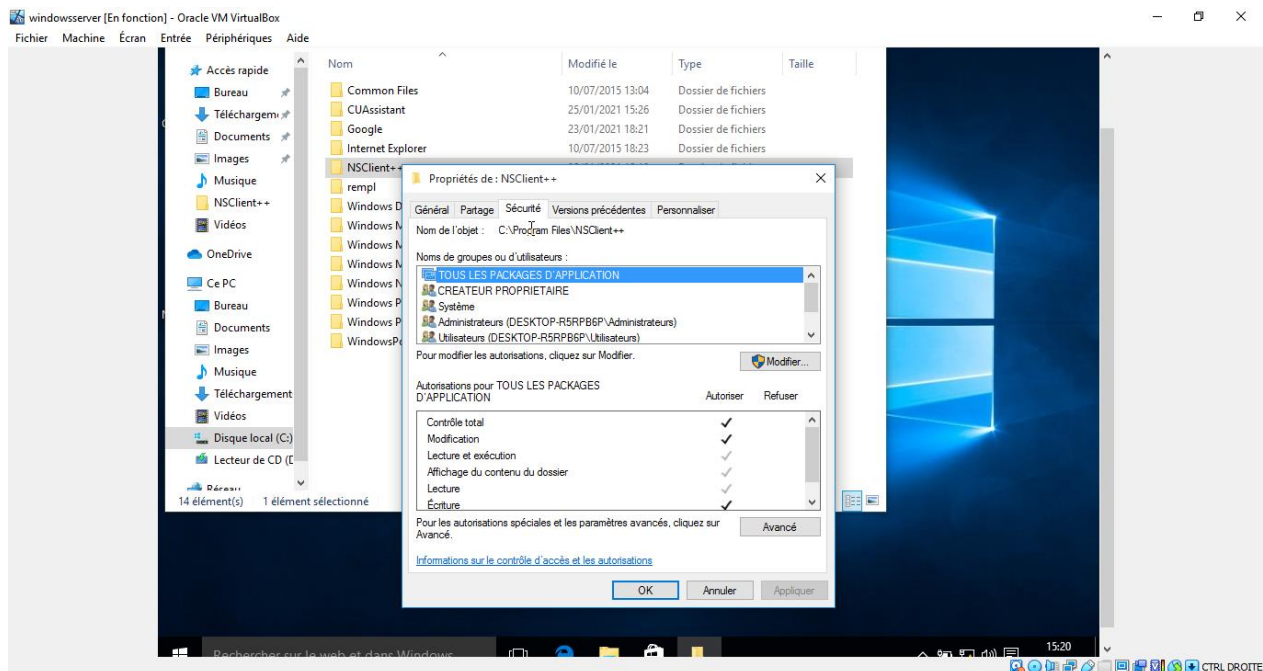 windowsserver [En fonction] - Oracle VM VirtualBox
Fichier Machine Écran Entrée Périphériques Aide
Nom Modifié le Type Taille
Accès rapide
Bureau
Téléchargem
Documents
Images
Musique
NSClient++
Vidéos
OneDrive
Ce PC
Bureau
Documents
Images
Musique
Téléchargement
Vidéos
Disque local (C:)
Lecteur de CD (D
Réseau
Common Files 10/07/2015 13:04 Dossier de fichiers
CUAssistant 25/01/2021 15:26 Dossier de fichiers
Google 23/01/2021 18:21 Dossier de fichiers
Internet Explorer 10/07/2015 18:23 Dossier de fichiers
NSClient++
rempl
Windows D
Windows M
Windows M
Windows M
Windows N
Windows P
Windows P
WindowsPo
14 élément(s) 1 élément sélectionné
Propriétés de : NSClient++
Général Partage Sécurité Versions précédentes Personnaliser
Nom de l'objet : C:\Program Files\NSClient++
Noms de groupes ou d'utilisateurs :
TOUS LES PACKAGES D'APPLICATION
CREATEUR PROPRIETAIRE
Système
Administrateurs (DESKTOP-R5RPB6P\Administrateurs)
Utilisateurs (DESKTOP-R5RPB6P\Utilisateurs)
Pour modifier les autorisations, cliquez sur Modifier.
Modifier...
Autorisations pour TOUS LES PACKAGES
D'APPLICATION
Autoriser Refuser
Contrôle total
Modification
Lecture et exécution
Affichage du contenu du dossier
Lecture
Écriture
Pour les autorisations spéciales et les paramètres avancés, cliquez sur
Avancé.
Avancé
Informations sur le contrôle d'accès et les autorisations
OK Annuler Appliquer
Rechercher sur le web et dans Windows
15:20
CTRL DROITE